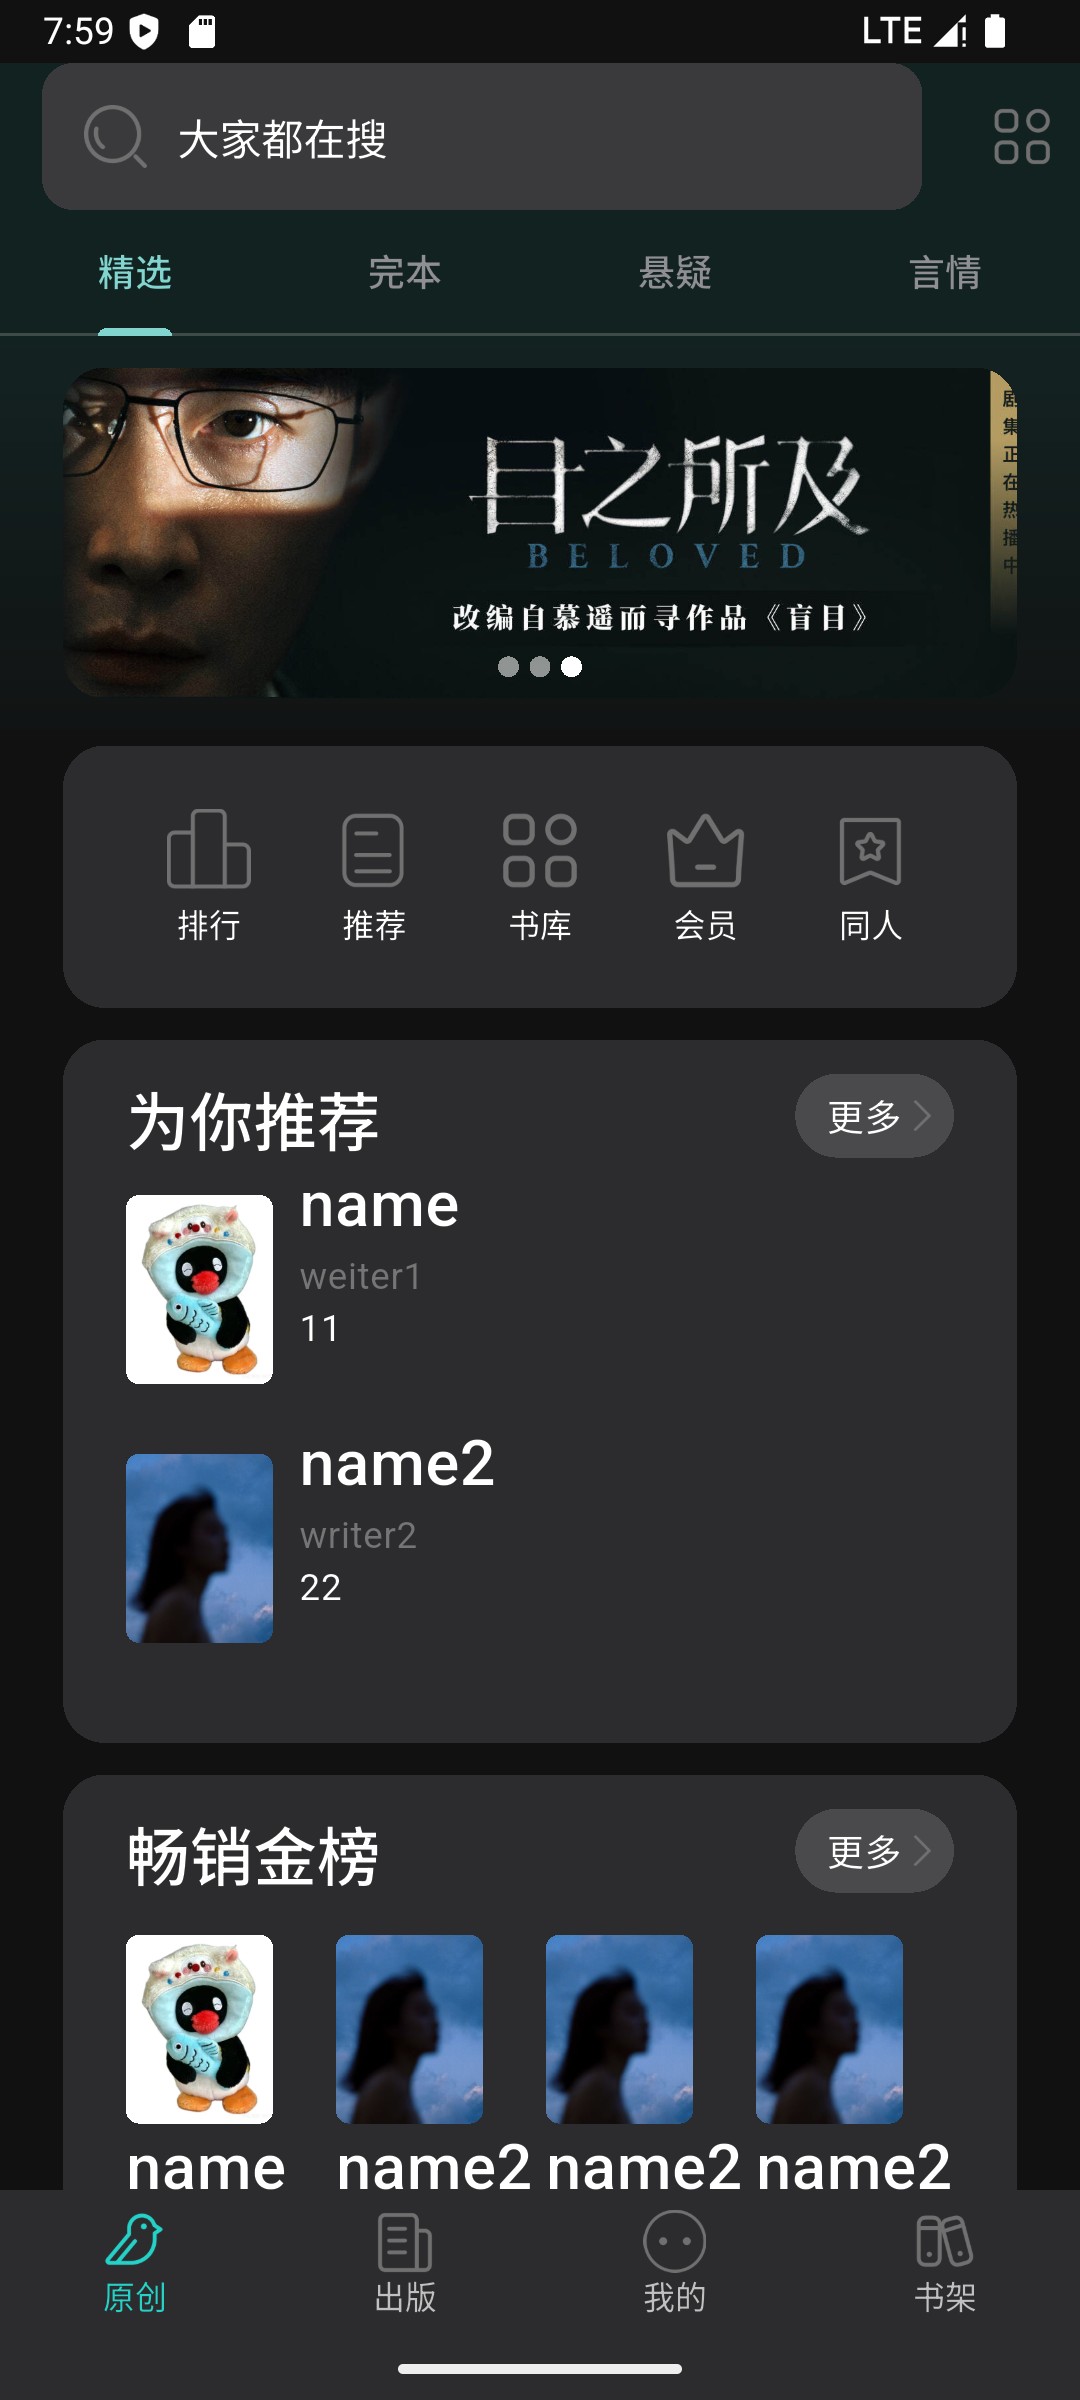 7:59
LTE
大家都在搜
精选 完本 悬疑 言情
目之所及
BELOVED
改编自慕遥而寻作品《盲目》
剧集正在热播中
排行 推荐 书库 会员 同人
为你推荐
更多
name
weiter1
11
name2
writer2
22
畅销金榜
更多
name name2 name2 name2
原创 出版 我的 书架